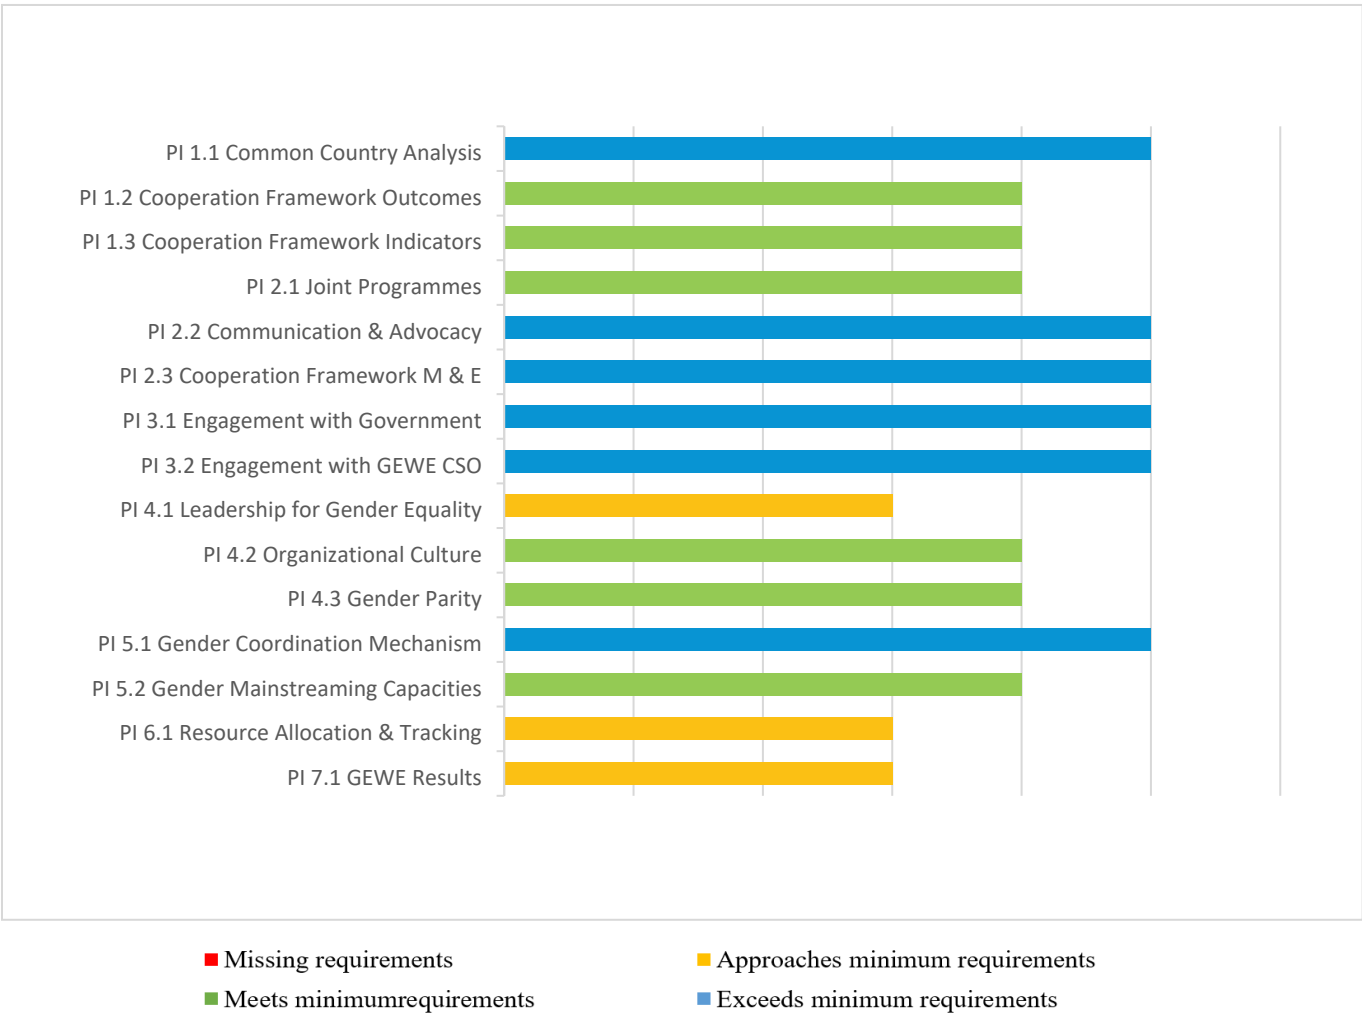 PI 1.1 Common Country Analysis
PI 1.2 Cooperation Framework Outcomes
PI 1.3 Cooperation Framework Indicators
PI 2.1 Joint Programmes
PI 2.2 Communication & Advocacy
PI 2.3 Cooperation Framework M & E
PI 3.1 Engagement with Government
PI 3.2 Engagement with GEWE CSO
PI 4.1 Leadership for Gender Equality
PI 4.2 Organizational Culture
PI 4.3 Gender Parity
PI 5.1 Gender Coordination Mechanism
PI 5.2 Gender Mainstreaming Capacities
PI 6.1 Resource Allocation & Tracking
PI 7.1 GEWE Results
Missing requirements
Approaches minimum requirements
Meets minimumrequirements
Exceeds minimum requirements